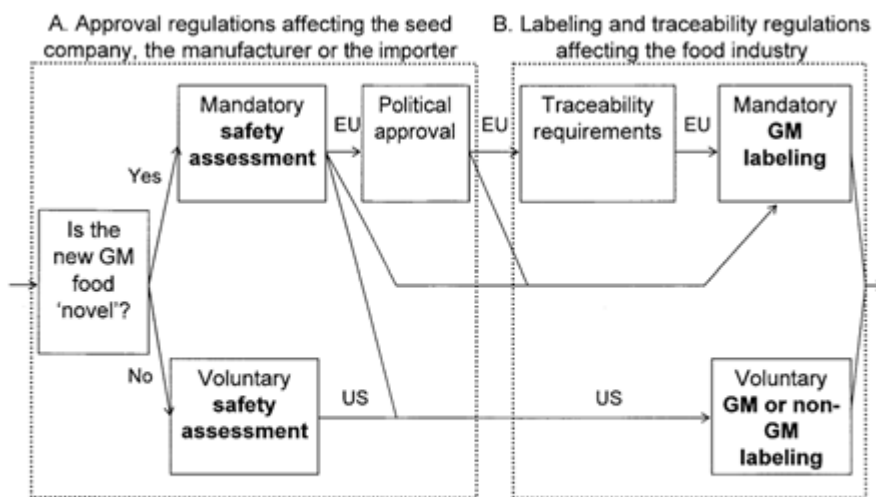 A. Approval regulations affecting the seed
company, the manufacturer or the importer
B. Labeling and traceability regulations
affecting the food industry
Mandatory
safety
assessment
EU
Political
approval
EU
Traceability
requirements
EU
Mandatory
GM
labeling
Yes
Is the
new GM
food
‘novel’?
No
Voluntary
safety
assessment
US
US
Voluntary
GM or non-
GM
labeling